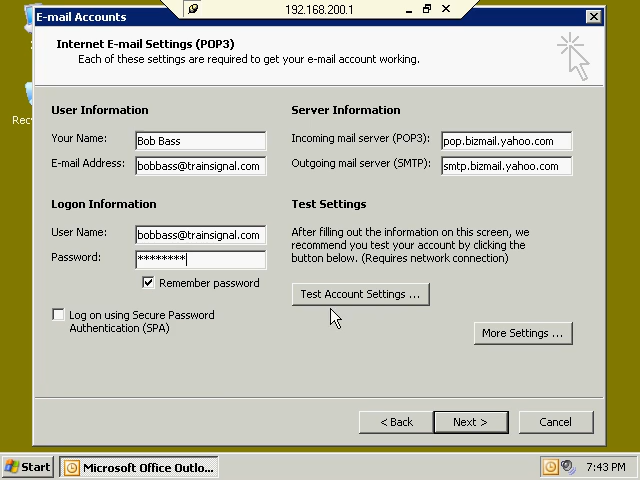 192.168.200.1
E-mail Accounts
Internet E-mail Settings (POP3)
Each of these settings are required to get your e-mail account working.
User Information
Your Name: Bob Bass
E-mail Address: bobbass@trainsignal.com
Server Information
Incoming mail server (POP3): pop.bizmail.yahoo.com
Outgoing mail server (SMTP): smtp.bizmail.yahoo.com
Logon Information
User Name: bobbass@trainsignal.com
Password: ********
Remember password
Log on using Secure Password
Authentication (SPA)
Test Settings
After filling out the information on this screen, we
recommend you test your account by clicking the
button below. (Requires network connection)
Test Account Settings ...
More Settings ...
< Back
Next >
Cancel
Recy
Start
Microsoft Office Outlo...
7:43 PM